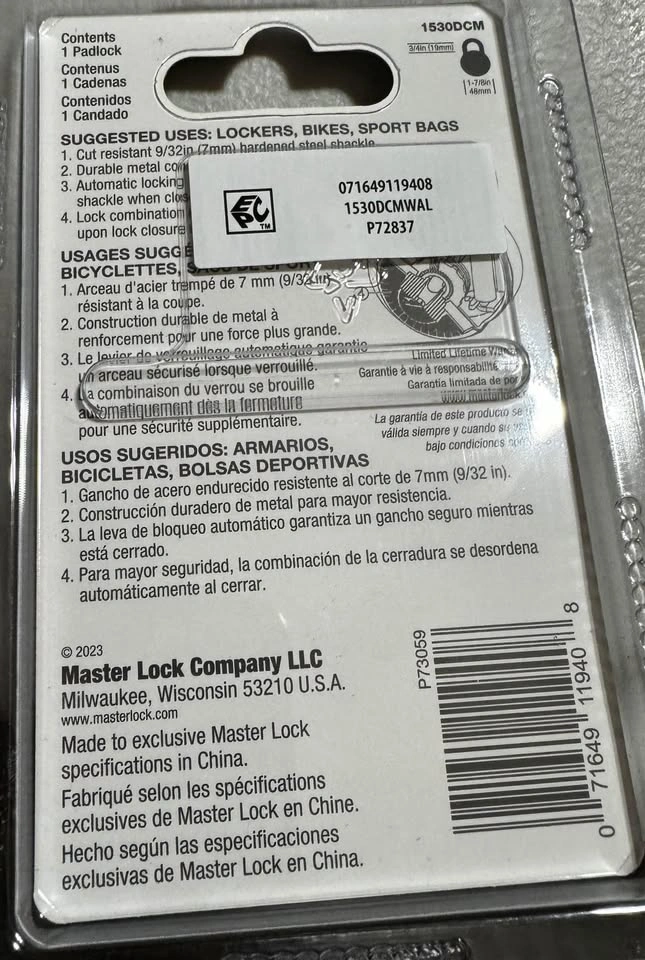 Contents
1 Padlock
Contenus
1 Cadenas
Contenidos
1 Candado
1530DCM
3/4in (19mm)
1-7/8in
48mm
SUGGESTED USES: LOCKERS, BIKES, SPORT BAGS
1. Cut resistant 9/32in (7mm) hardened steel shackle
2. Durable metal
3. Automatic locking
shackle when
4. Lock combination
upon lock closure
EPC TM
071649119408
1530DCMWAL
P72837
USAGES
BICYCLETTES,
1. Arceau d'acier trempé de 7 mm (9/32 in)
résistant à la coupe.
2. Construction durable de métal à
renforcement pour une force plus grande.
3. Le levier de verrouillage automatique garantie
un arceau sécurisé lorsque verrouillé.
4. La combinaison du verrou se brouille
automatiquement dès la fermeture
pour une sécurité supplémentaire.
Limited Lifetime
Garantie à vie à responsabilité
Garantía limitada de por
La garantía de este producto se
válida siempre y cuando su
bajo condiciones
USOS SUGERIDOS: ARMARIOS,
BICICLETAS, BOLSAS DEPORTIVAS
1. Gancho de acero endurecido resistente al corte de 7mm (9/32 in).
2. Construcción duradero de metal para mayor resistencia.
3. La leva de bloqueo automático garantiza un gancho seguro mientras
está cerrado.
4. Para mayor seguridad, la combinación de la cerradura se desordena
automáticamente al cerrar.
© 2023
Master Lock Company LLC
Milwaukee, Wisconsin 53210 U.S.A.
www.masterlock.com
Made to exclusive Master Lock
specifications in China.
Fabriqué selon les spécifications
exclusives de Master Lock en Chine.
Hecho según las especificaciones
exclusivas de Master Lock en China.
P73059
0 71649 11940 8